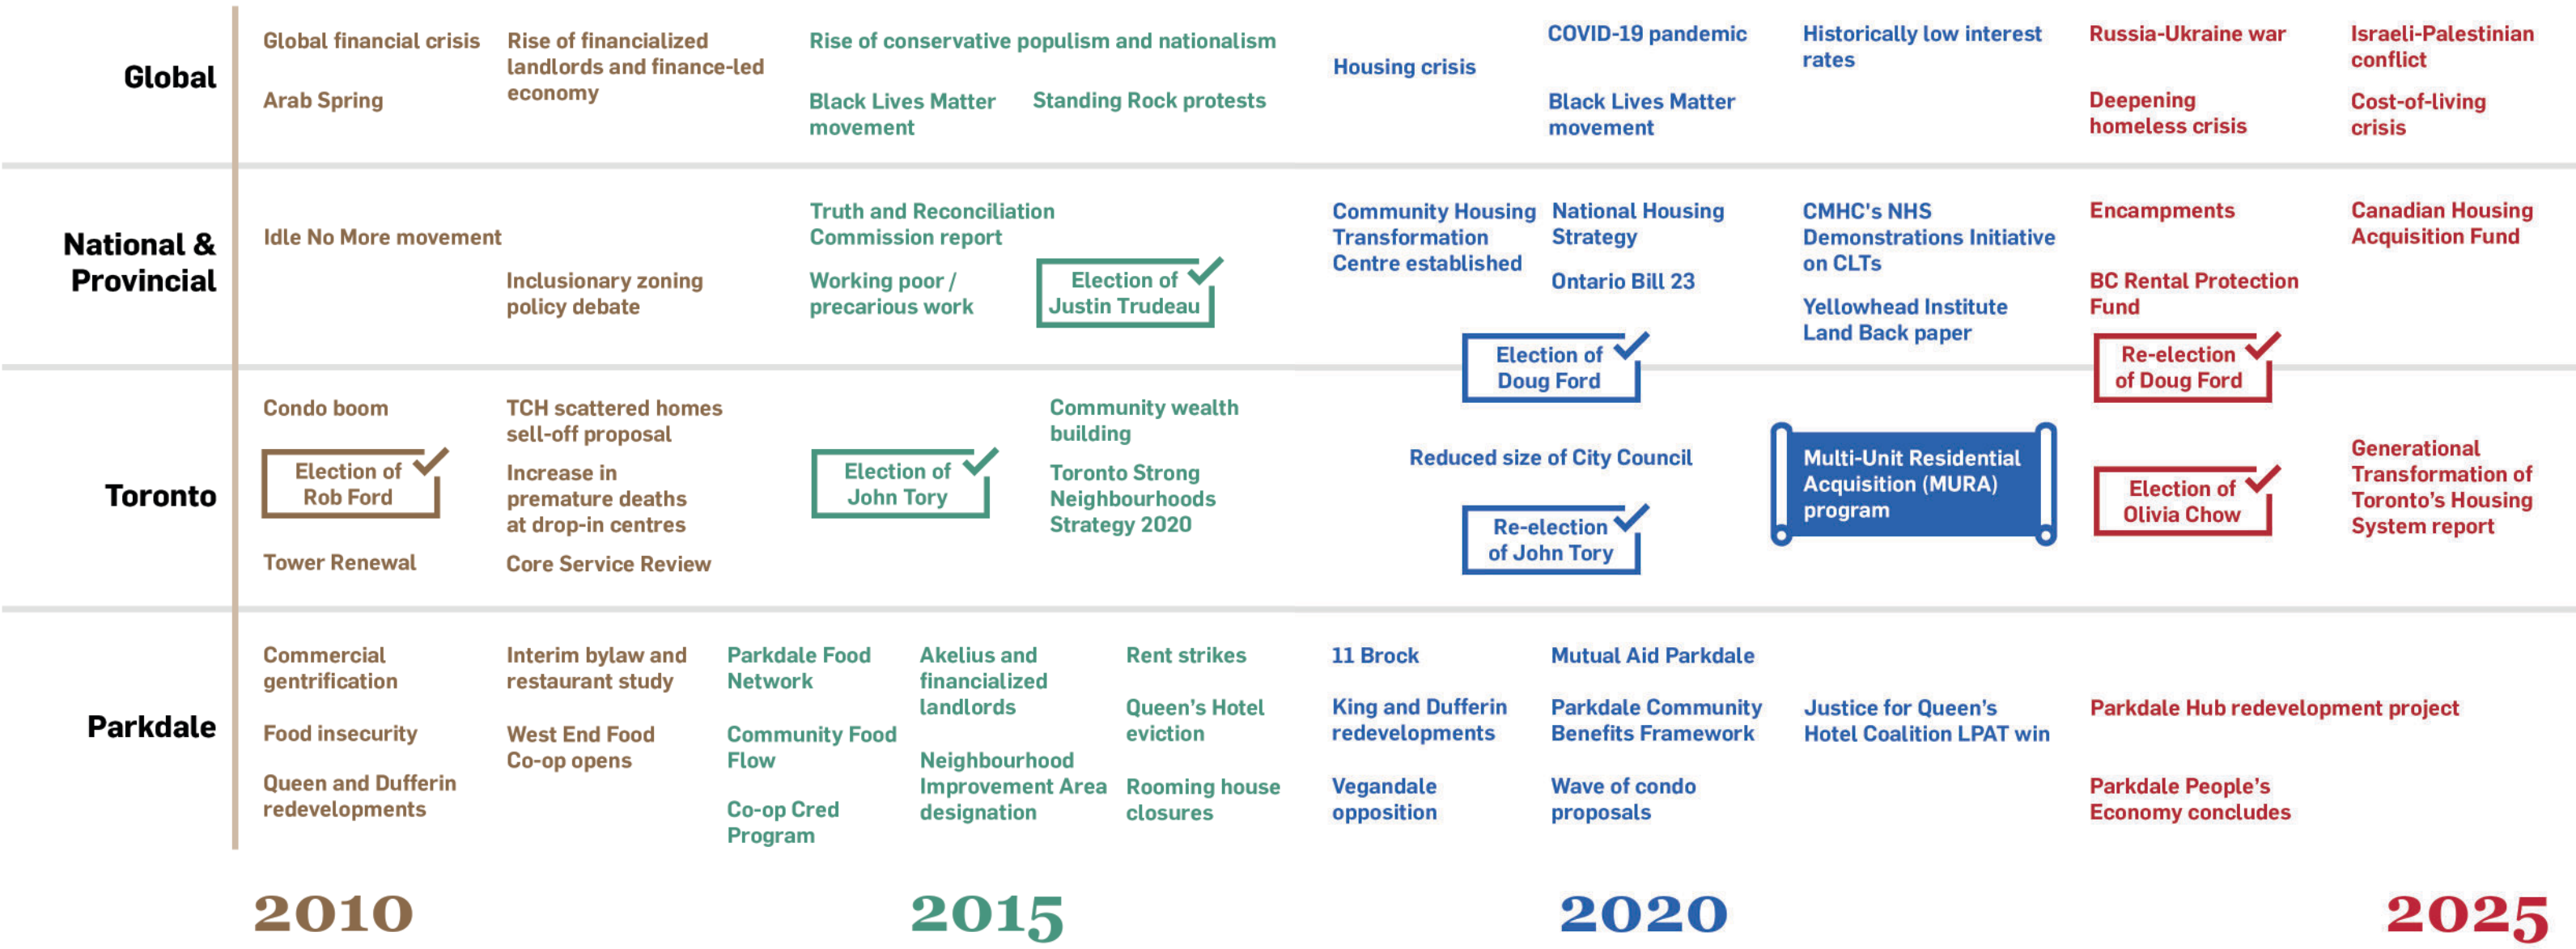 Global
Global financial crisis
Arab Spring
Rise of financialized
landlords and finance-led
economy
Rise of conservative populism and nationalism
Black Lives Matter
movement
Standing Rock protests
Housing crisis
COVID-19 pandemic
Black Lives Matter
movement
Historically low interest
rates
Russia-Ukraine war
Deepening
homeless crisis
Israeli-Palestinian
conflict
Cost-of-living
crisis
National &
Provincial
Idle No More movement
Inclusionary zoning
policy debate
Truth and Reconciliation
Commission report
Working poor /
precarious work
Election of
Justin Trudeau
Community Housing
Transformation
Centre established
National Housing
Strategy
Ontario Bill 23
Election of
Doug Ford
CMHC's NHS
Demonstrations Initiative
on CLTs
Yellowhead Institute
Land Back paper
Encampments
BC Rental Protection
Fund
Re-election
of Doug Ford
Canadian Housing
Acquisition Fund
Toronto
Condo boom
Election of
Rob Ford
Tower Renewal
TCH scattered homes
sell-off proposal
Increase in
premature deaths
at drop-in centres
Core Service Review
Election of
John Tory
Community wealth
building
Toronto Strong
Neighbourhoods
Strategy 2020
Reduced size of City Council
Re-election
of John Tory
Multi-Unit Residential
Acquisition (MURA)
program
Election of
Olivia Chow
Generational
Transformation of
Toronto’s Housing
System report
Parkdale
Commercial
gentrification
Food insecurity
Queen and Dufferin
redevelopments
Interim bylaw and
restaurant study
West End Food
Co-op opens
Parkdale Food
Network
Community Food
Flow
Co-op Cred
Program
Akelius and
financialized
landlords
Neighbourhood
Improvement Area
designation
Rent strikes
Queen’s Hotel
eviction
Rooming house
closures
11 Brock
King and Dufferin
redevelopments
Vegandale
opposition
Mutual Aid Parkdale
Parkdale Community
Benefits Framework
Wave of condo
proposals
Justice for Queen’s
Hotel Coalition LPAT win
Parkdale Hub redevelopment project
Parkdale People’s
Economy concludes
2010
2015
2020
2025